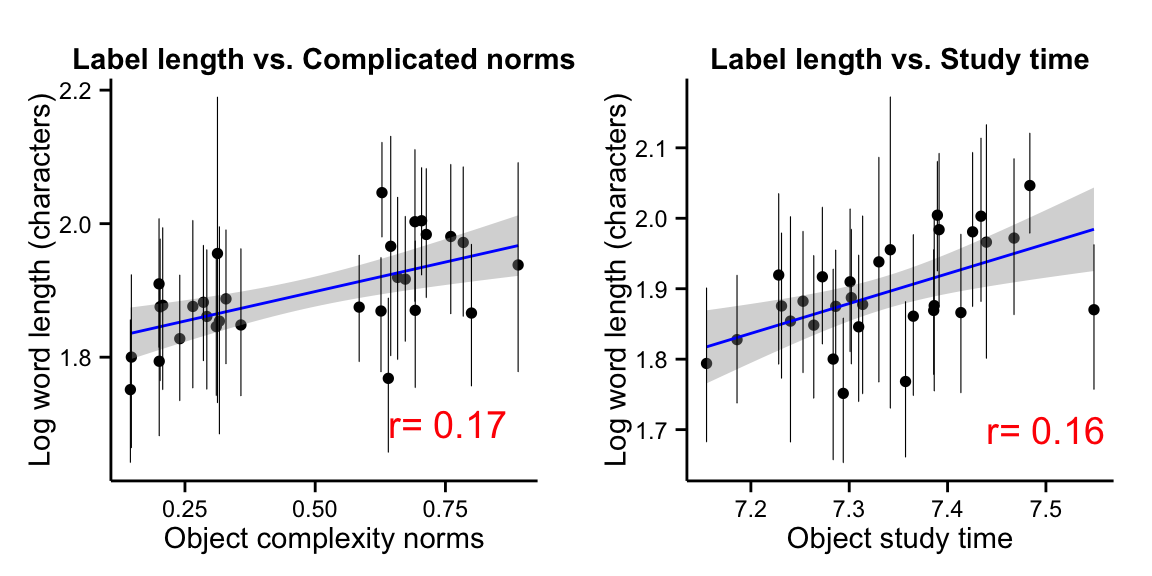 Label length vs. Complicated norms
Log word length (characters)
2.2
2.0
1.8
r= 0.17
0.25 0.50 0.75
Object complexity norms
Label length vs. Study time
Log word length (characters)
2.1
2.0
1.9
1.8
1.7
r= 0.16
7.2 7.3 7.4 7.5
Object study time